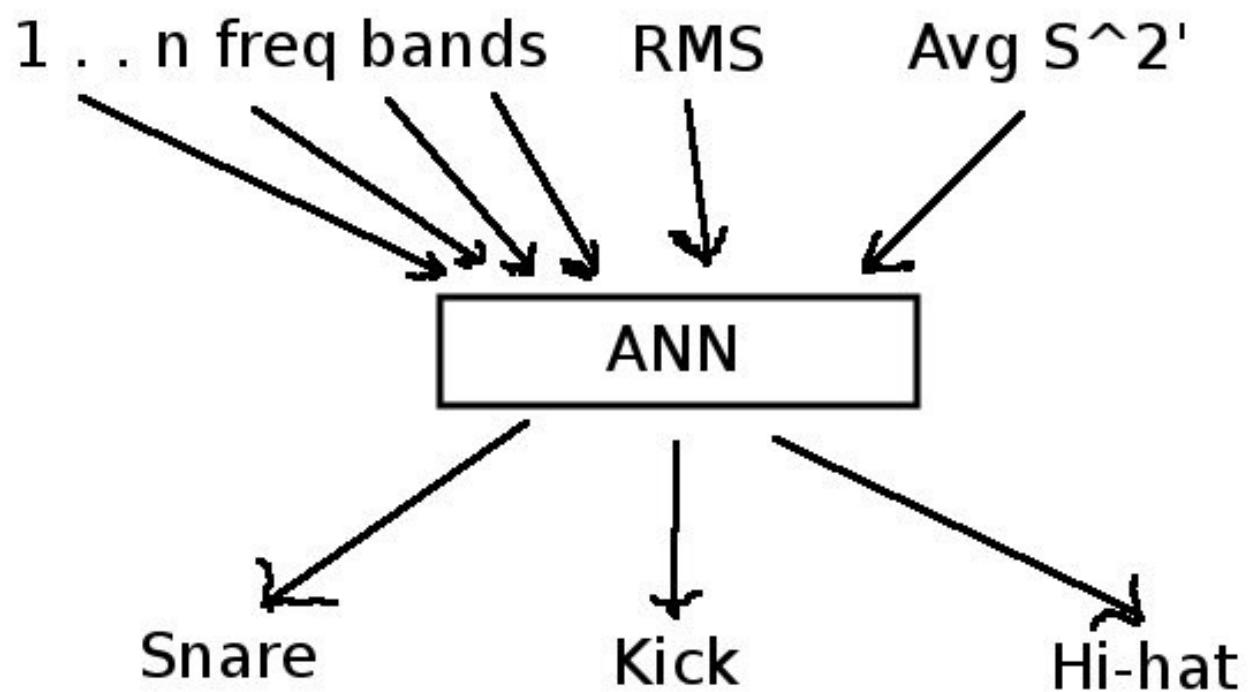 1 . . n freq bands RMS Avg S^2'
ANN
Snare Kick Hi-hat